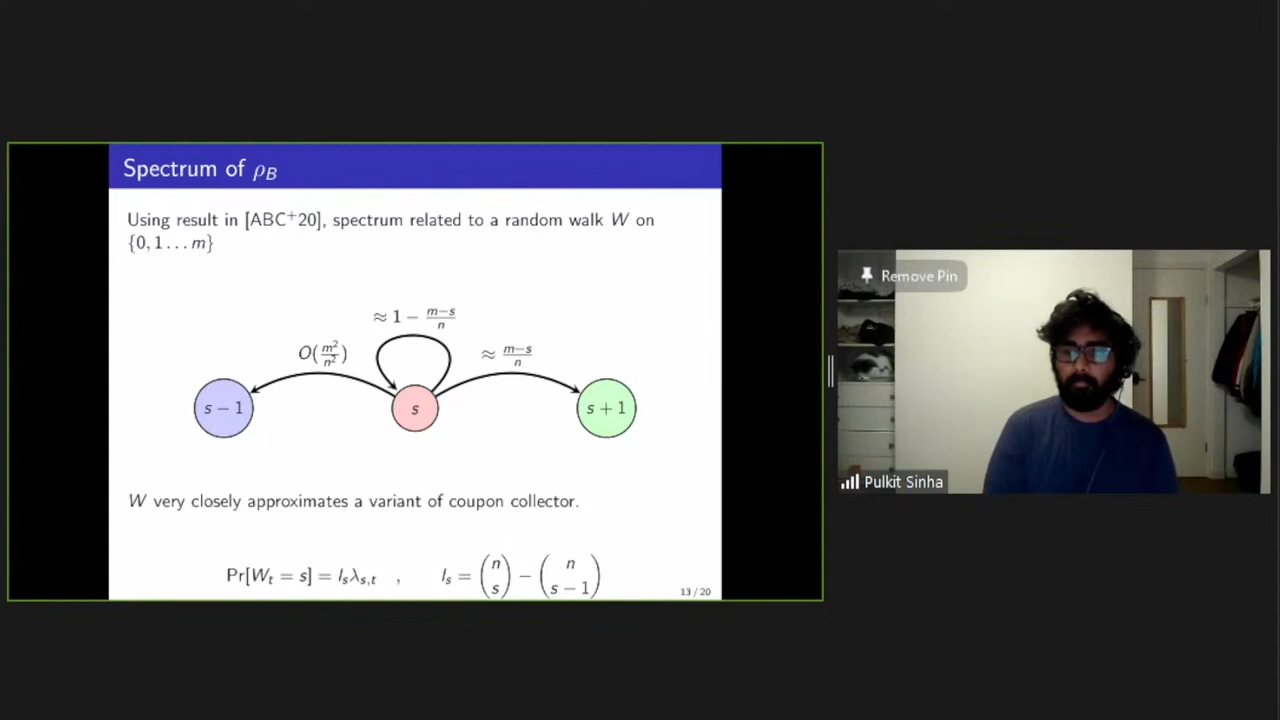 Spectrum of ρ_B
Using result in [ABC⁺20], spectrum related to a random walk W on
{0, 1 . . . m}
≈ 1 − (m−s)/n
O(m²/n²)
≈ (m−s)/n
s − 1
s
s + 1
W very closely approximates a variant of coupon collector.
Pr[W_t = s] = l_s λ_{s,t} , l_s = (n s) − (n s − 1)
13 / 20
Remove Pin
Pulkit Sinha